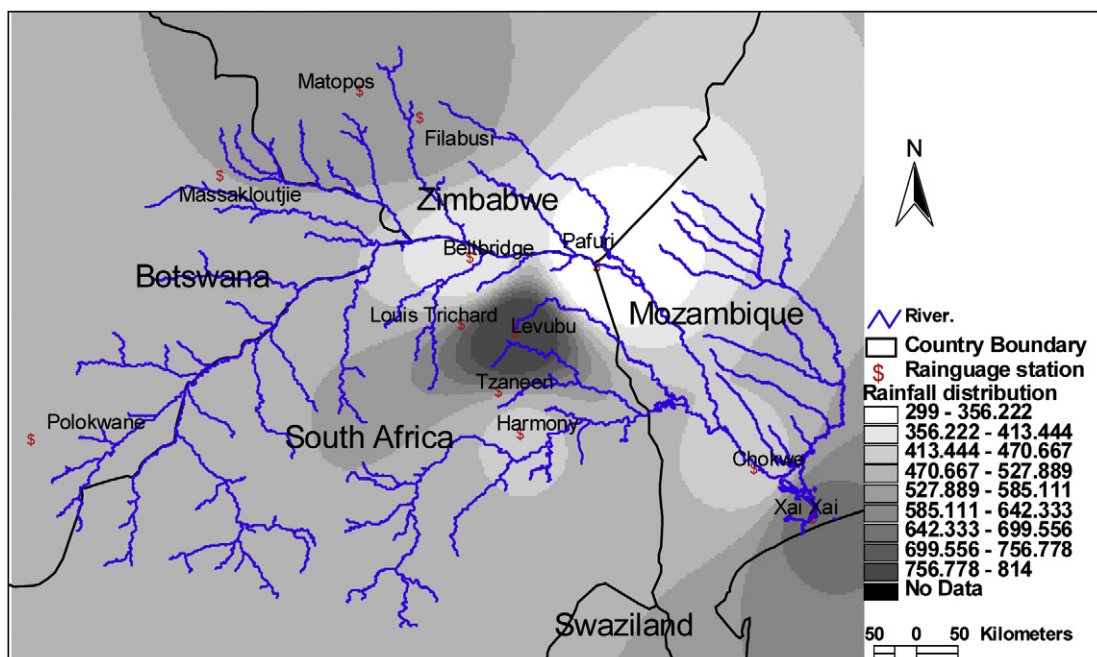 Matopos
$
$
Filabusi
$
Massakloutjie
Zimbabwe
Beitbridge
$
Pafuri
$
Botswana
Louis Trichard
$
Levubu
Mozambique
Tzaneen
$
Polokwane
$
South Africa
Harmony
$
Chokwe
$
Xai Xai
Swaziland
N
River.
Country Boundary
$ Rainguage station
Rainfall distribution
299 - 356.222
356.222 - 413.444
413.444 - 470.667
470.667 - 527.889
527.889 - 585.111
585.111 - 642.333
642.333 - 699.556
699.556 - 756.778
756.778 - 814
No Data
50 0 50 Kilometers